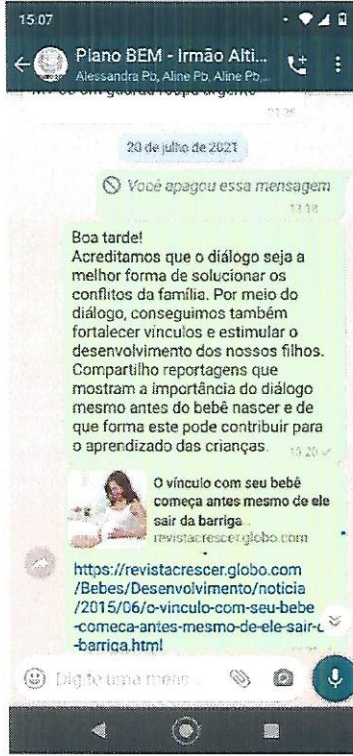 15:07
Plano BEM - Irmão Alti...
Alessandra Pb, Aline Pb, Aline Pb,...
20 de julho de 2021
Você apagou essa mensagem
13:18
Boa tarde!
Acreditamos que o diálogo seja a
melhor forma de solucionar os
conflitos da família. Por meio do
diálogo, conseguimos também
fortalecer vínculos e estimular o
desenvolvimento dos nossos filhos.
Compartilho reportagens que
mostram a importância do diálogo
mesmo antes do bebê nascer e de
que forma este pode contribuir para
o aprendizado das crianças. 13:20
O vínculo com seu bebê
começa antes mesmo de ele
sair da barriga
revistacrescer.globo.com
https://revistacrescer.globo.com
/Bebes/Desenvolvimento/noticia
/2015/06/o-vinculo-com-seu-bebe
-comeca-antes-mesmo-de-ele-sair-
-barriga.html
Digite uma mens...